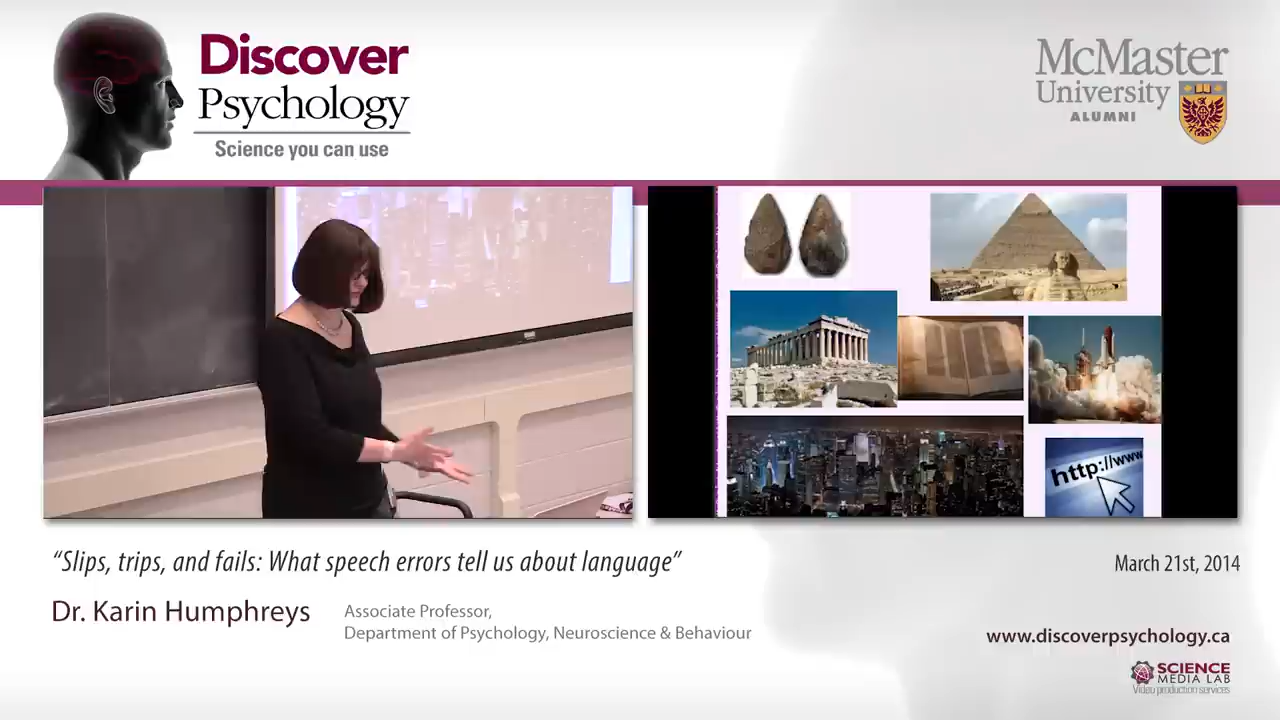 Discover
Psychology
Science you can use
McMaster
University
ALUMNI
http://www
"Slips, trips, and fails: What speech errors tell us about language"
March 21st, 2014
Dr. Karin Humphreys
Associate Professor,
Department of Psychology, Neuroscience & Behaviour
www.discoverpsychology.ca
SCIENCE
MEDIA LAB
Video production services